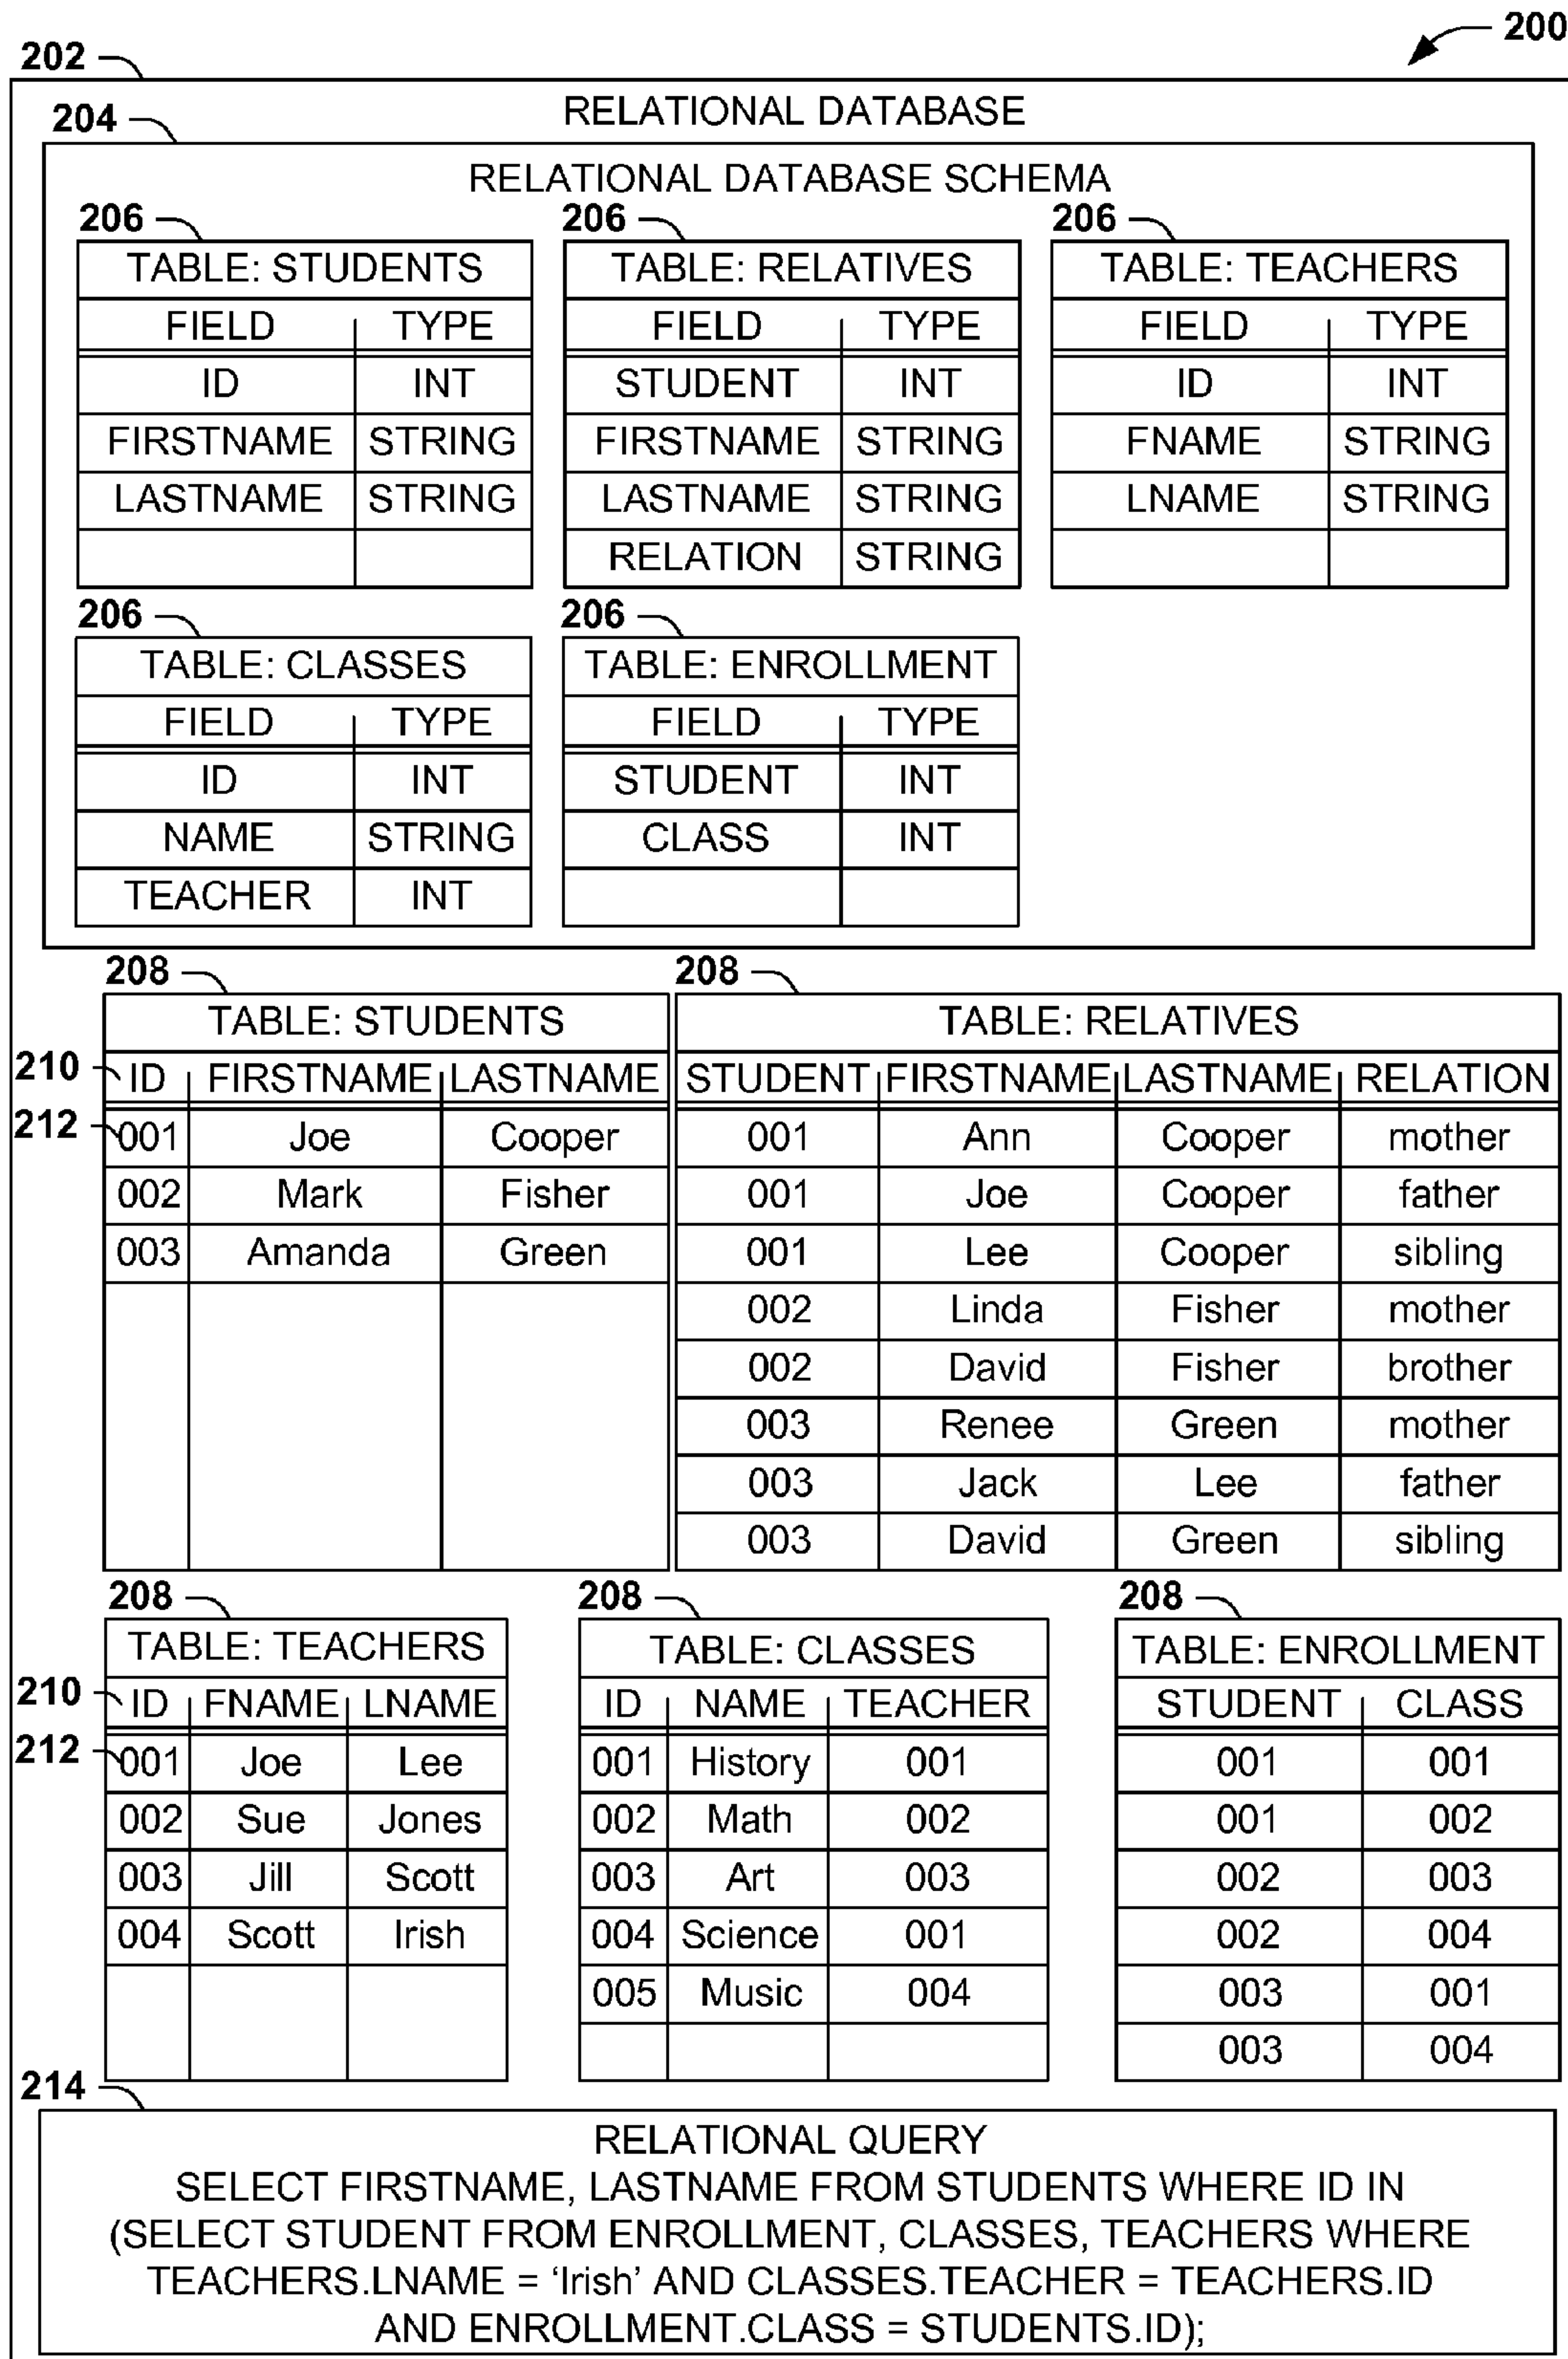 200
202
RELATIONAL DATABASE
204
RELATIONAL DATABASE SCHEMA
206 206 206
TABLE: STUDENTS TABLE: RELATIVES TABLE: TEACHERS
FIELD TYPE FIELD TYPE FIELD TYPE
ID INT STUDENT INT ID INT
FIRSTNAME STRING FIRSTNAME STRING FNAME STRING
LASTNAME STRING LASTNAME STRING LNAME STRING
RELATION STRING
206 206
TABLE: CLASSES TABLE: ENROLLMENT
FIELD TYPE FIELD TYPE
ID INT STUDENT INT
NAME STRING CLASS INT
TEACHER INT
208 208
TABLE: STUDENTS TABLE: RELATIVES
210 ID FIRSTNAME LASTNAME STUDENT FIRSTNAME LASTNAME RELATION
212 001 Joe Cooper 001 Ann Cooper mother
002 Mark Fisher 001 Joe Cooper father
003 Amanda Green 001 Lee Cooper sibling
002 Linda Fisher mother
002 David Fisher brother
003 Renee Green mother
003 Jack Lee father
003 David Green sibling
208 208 208
TABLE: TEACHERS TABLE: CLASSES TABLE: ENROLLMENT
210 ID FNAME LNAME ID NAME TEACHER STUDENT CLASS
212 001 Joe Lee 001 History 001 001 001
002 Sue Jones 002 Math 002 001 002
003 Jill Scott 003 Art 003 002 003
004 Scott Irish 004 Science 001 002 004
005 Music 004 003 001
003 004
214
RELATIONAL QUERY
SELECT FIRSTNAME, LASTNAME FROM STUDENTS WHERE ID IN
(SELECT STUDENT FROM ENROLLMENT, CLASSES, TEACHERS WHERE
TEACHERS.LNAME = ‘Irish’ AND CLASSES.TEACHER = TEACHERS.ID
AND ENROLLMENT.CLASS = STUDENTS.ID);